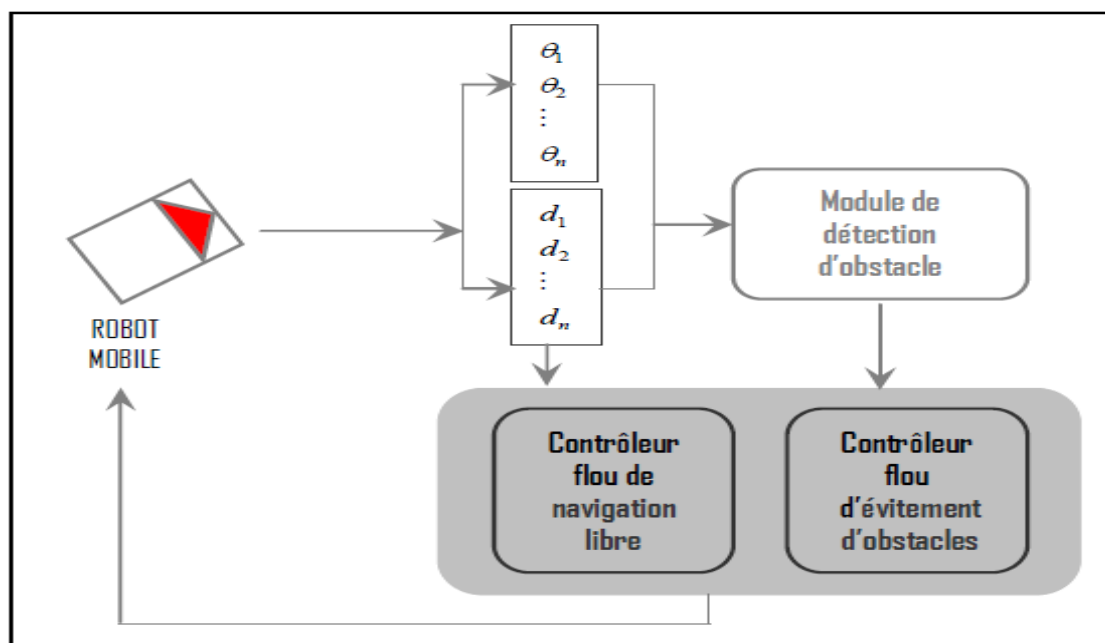 θ₁
θ₂
⋮
θₙ
d₁
d₂
⋮
dₙ
ROBOT
MOBILE
Module de
détection
d'obstacle
Contrôleur
flou de
navigation
libre
Contrôleur
flou
d'évitement
d'obstacles